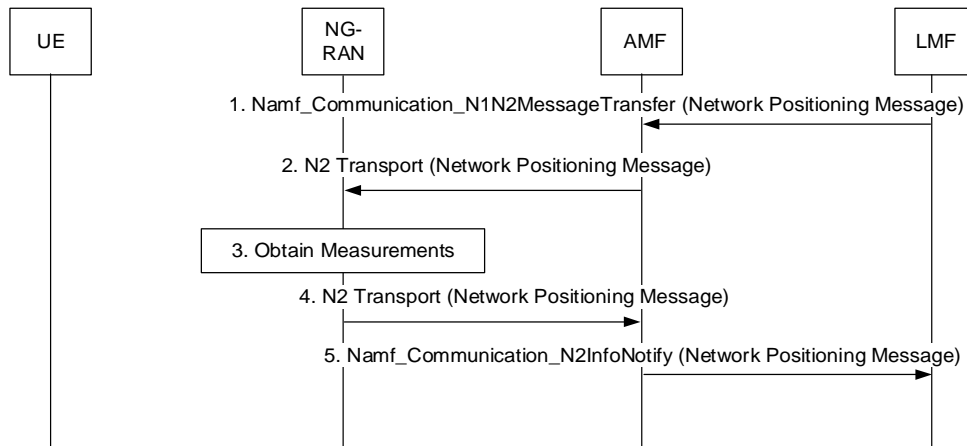 UE
NG-
RAN
AMF
LMF
1. Namf_Communication_N1N2MessageTransfer (Network Positioning Message)
2. N2 Transport (Network Positioning Message)
3. Obtain Measurements
4. N2 Transport (Network Positioning Message)
5. Namf_Communication_N2InfoNotify (Network Positioning Message)